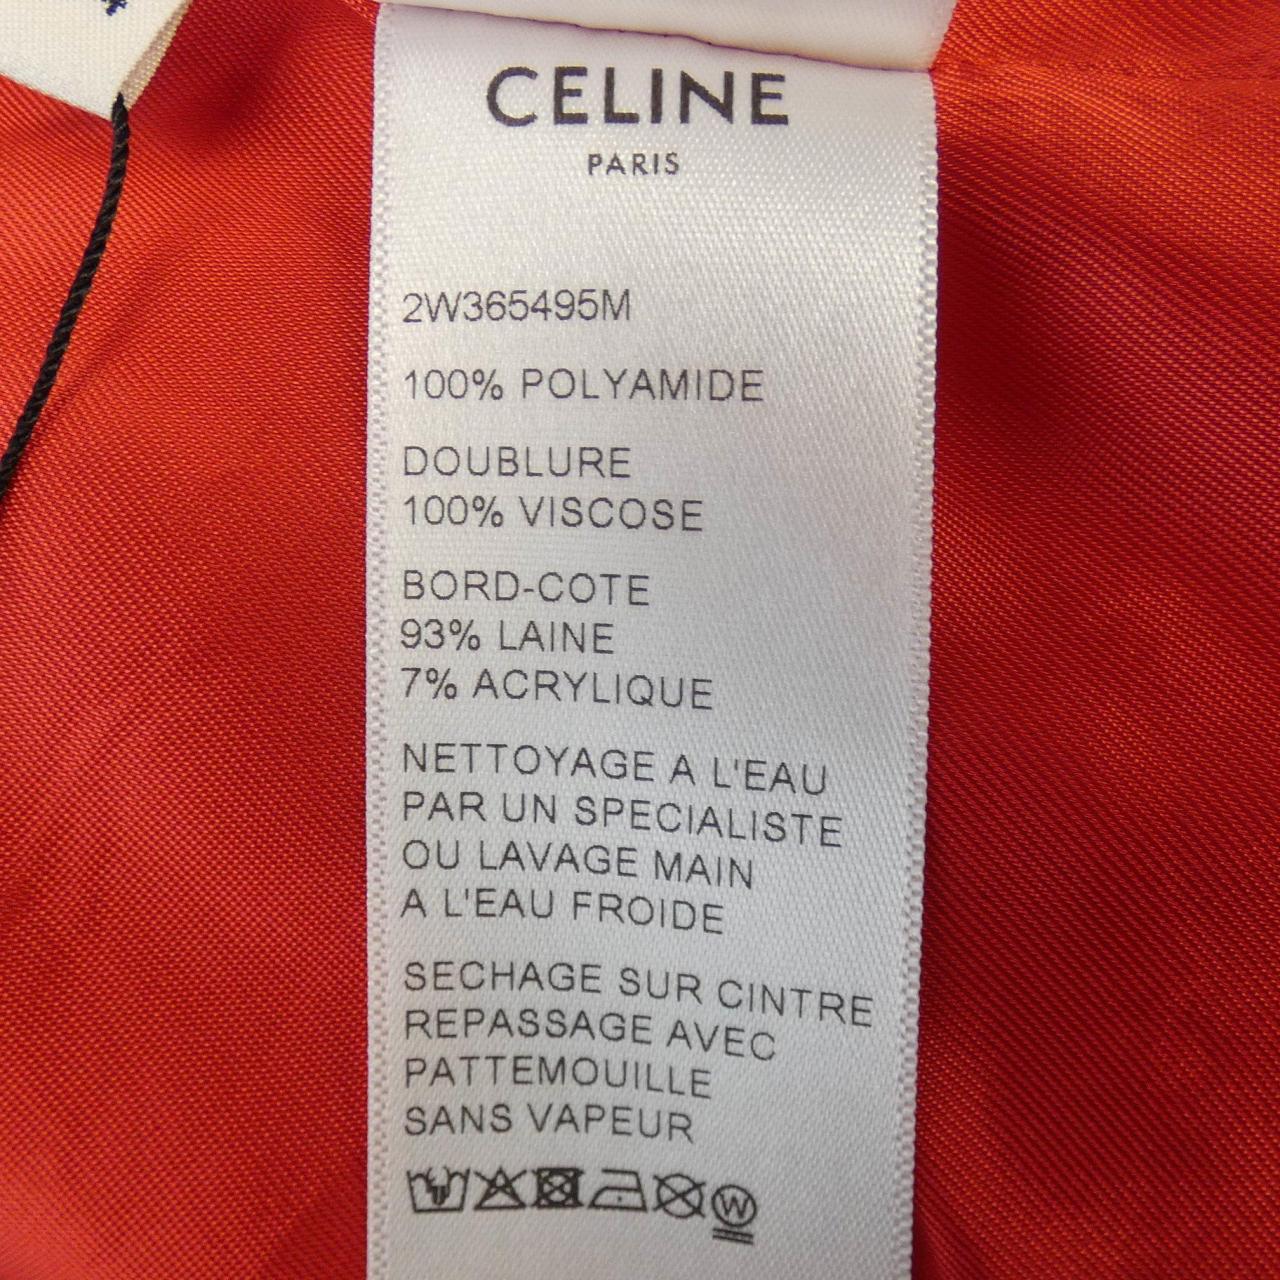 CELINE
PARIS
2W365495M
100% POLYAMIDE
DOUBLURE
100% VISCOSE
BORD-COTE
93% LAINE
7% ACRYLIQUE
NETTOYAGE A L'EAU
PAR UN SPECIALISTE
OU LAVAGE MAIN
A L'EAU FROIDE
SECHAGE SUR CINTRE
REPASSAGE AVEC
PATTEMOUILLE
SANS VAPEUR
W